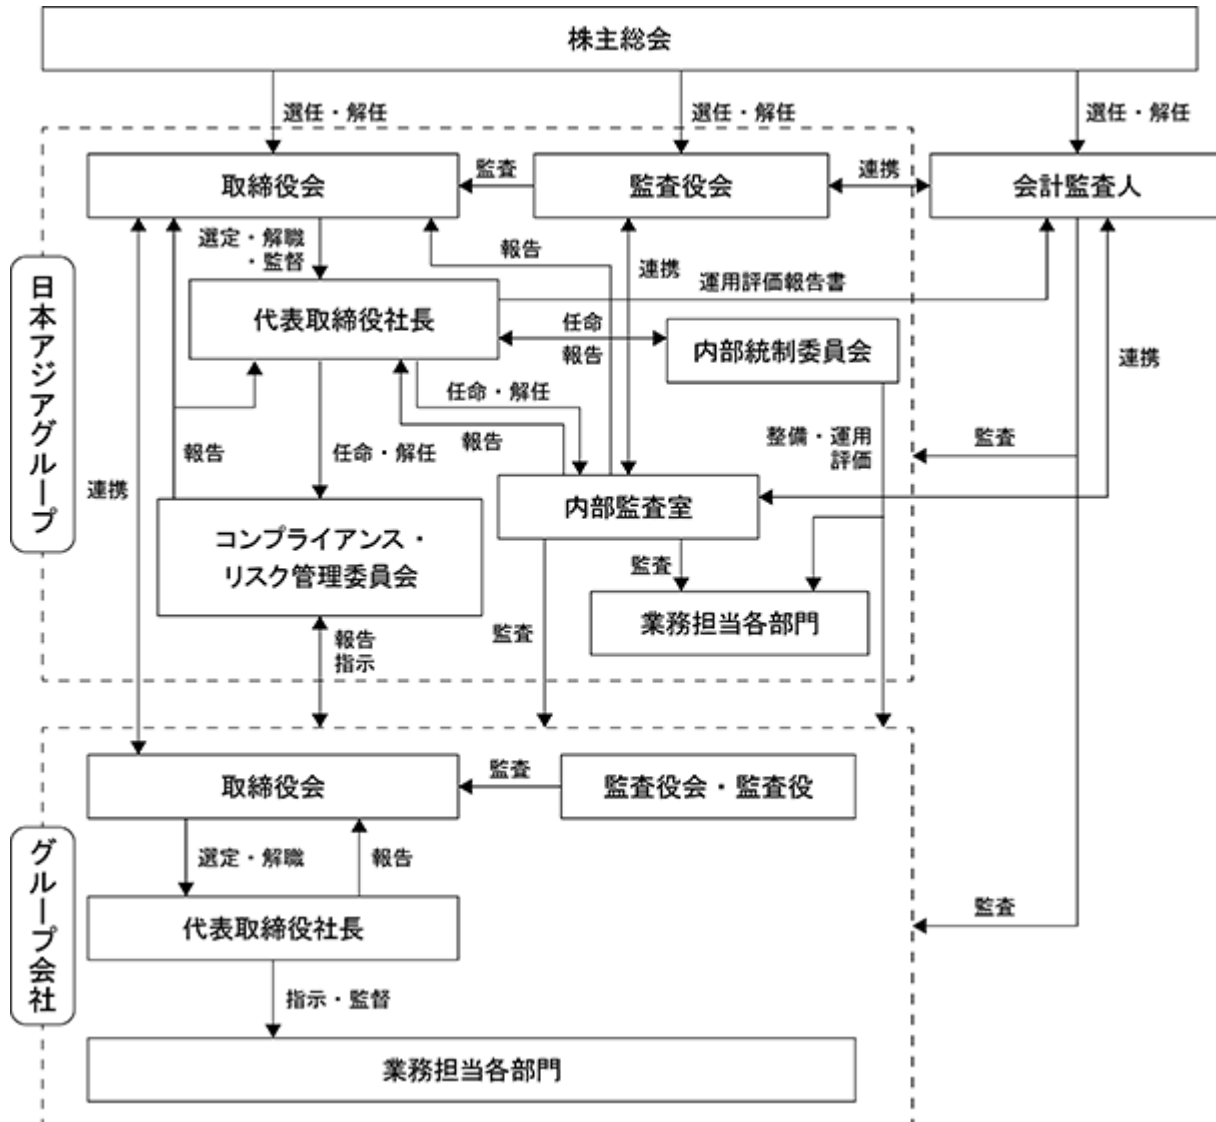 株主総会
選任・解任
選任・解任
選任・解任
日本アジアグループ
取締役会
監査
監査役会
連携
会計監査人
選定・解職
・監督
報告
連携
運用評価報告書
代表取締役社長
任命
報告
内部統制委員会
連携
任命・解任
報告
報告
任命・解任
整備・運用
評価
監査
連携
内部監査室
コンプライアンス・
リスク管理委員会
監査
業務担当各部門
監査
報告
指示
グループ会社
取締役会
監査
監査役会・監査役
選定・解職
報告
代表取締役社長
監査
指示・監督
業務担当各部門